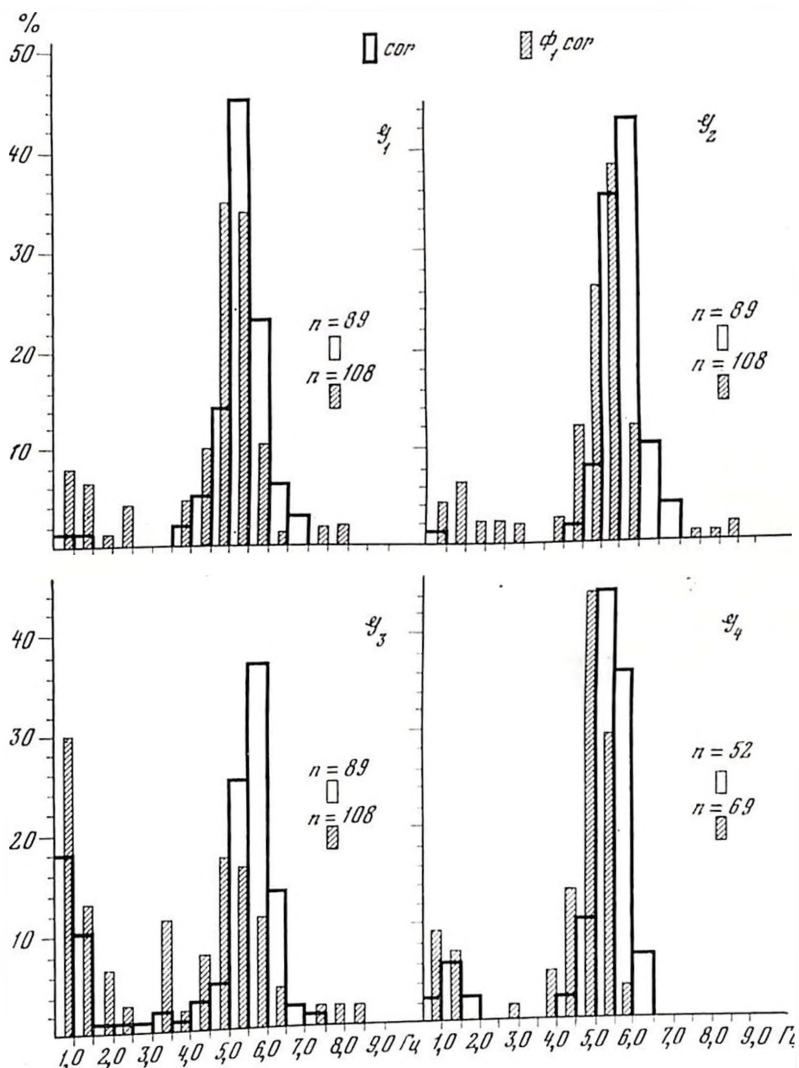 %
cor
ф₁ cor
50
40
30
20
10
У₁
n = 89
n = 108
У₂
n = 89
n = 108
40
30
20
10
У₃
n = 89
n = 108
У₄
n = 52
n = 69
1,0 2,0 3,0 4,0 5,0 6,0 7,0 8,0 9,0 Гц
1,0 2,0 3,0 4,0 5,0 6,0 7,0 8,0 9,0 Гц